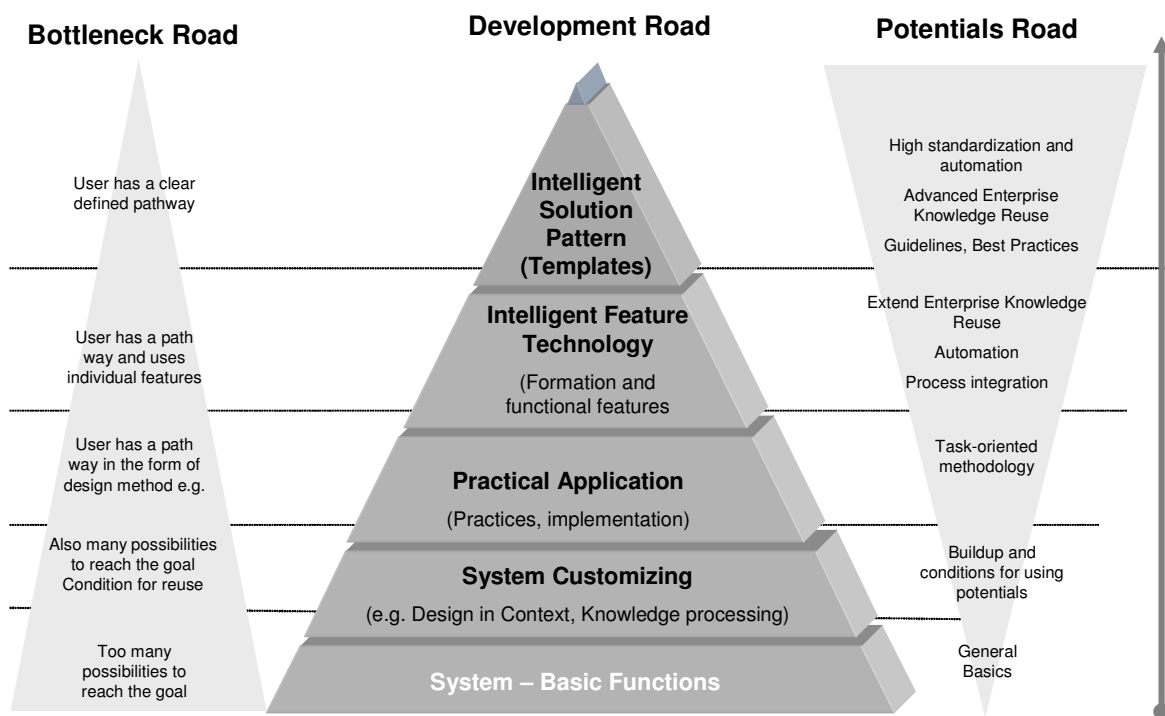 Bottleneck Road
Development Road
Potentials Road
User has a clear
defined pathway
Intelligent
Solution
Pattern
(Templates)
High standardization and
automation
Advanced Enterprise
Knowledge Reuse
Guidelines, Best Practices
User has a path
way and uses
individual features
Intelligent Feature
Technology
(Formation and
functional features
Extend Enterprise Knowledge
Reuse
Automation
Process integration
User has a path
way in the form of
design method e.g.
Practical Application
(Practices, implementation)
Task-oriented
methodology
Also many possibilities
to reach the goal
Condition for reuse
System Customizing
(e.g. Design in Context, Knowledge processing)
Buildup and
conditions for using
potentials
Too many
possibilities to
reach the goal
System – Basic Functions
General
Basics